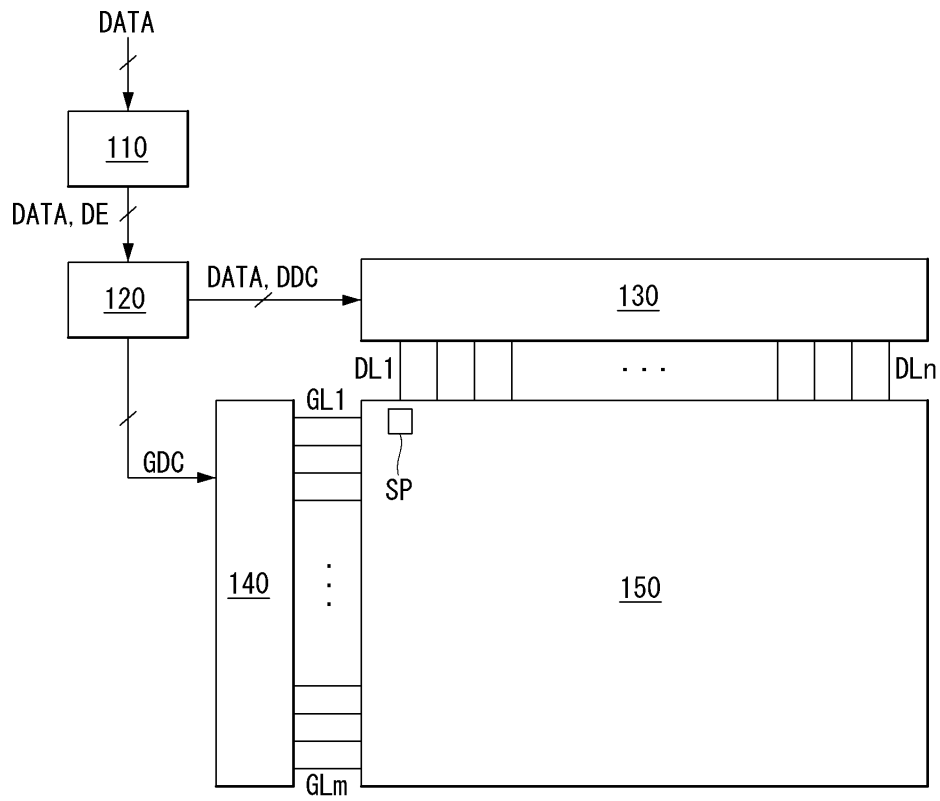 DATA
110
DATA, DE
120
DATA, DDC
130
DL1
. . .
DLn
GL1
GDC
SP
140
150
GLm